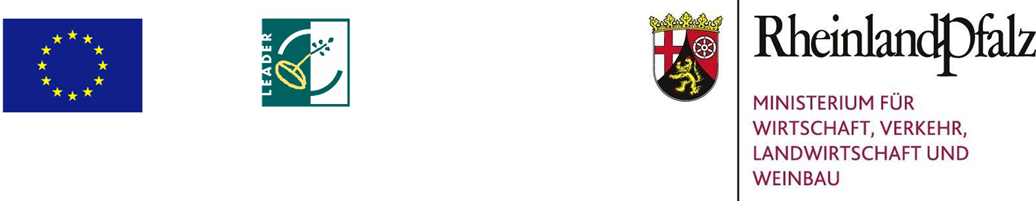 LEADER
RheinlandPfalz
MINISTERIUM FÜR
WIRTSCHAFT, VERKEHR,
LANDWIRTSCHAFT UND
WEINBAU